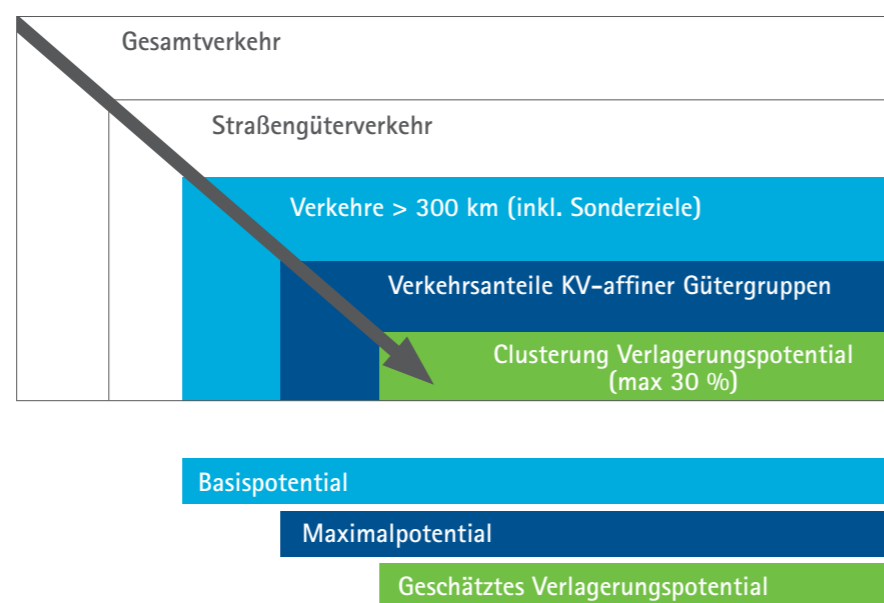 Gesamtverkehr
Straßengüterverkehr
Verkehre > 300 km (inkl. Sonderziele)
Verkehrsanteile KV-affiner Gütergruppen
Clusterung Verlagerungspotential
(max 30 %)
Basispotential
Maximalpotential
Geschätztes Verlagerungspotential